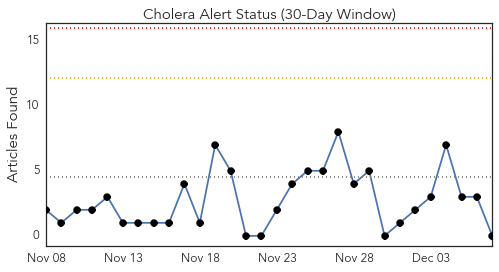 Cholera Alert Status (30-Day Window)
Articles Found
15
10
5
0
Nov 08 Nov 13 Nov 18 Nov 23 Nov 28 Dec 03